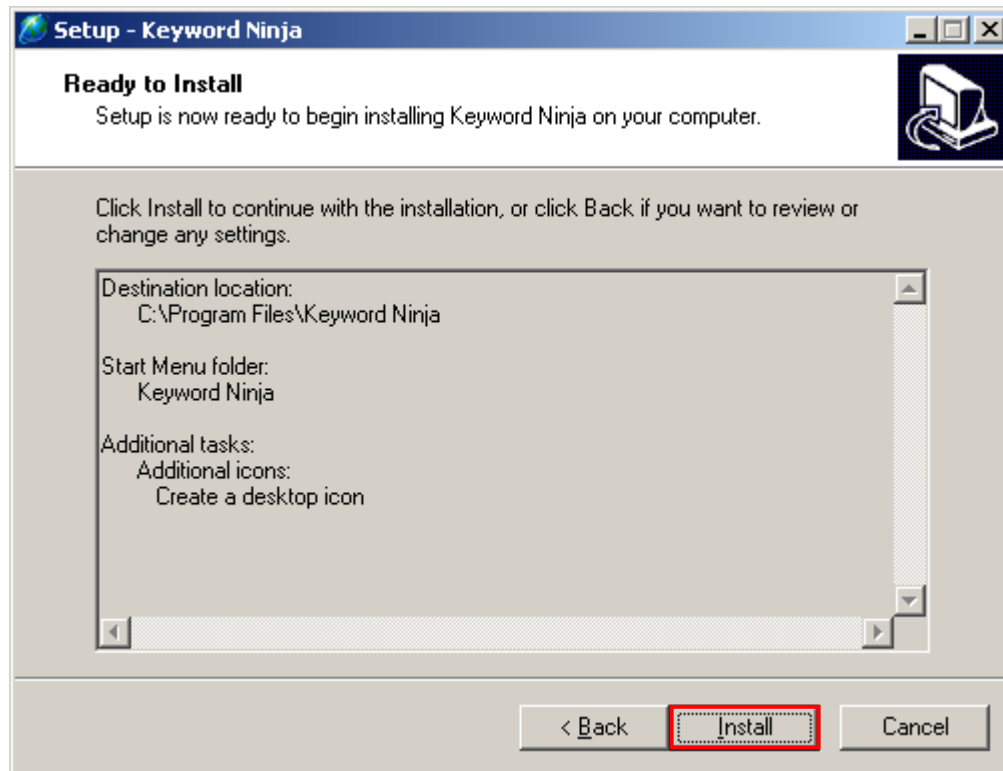 Setup - Keyword Ninja
Ready to Install
Setup is now ready to begin installing Keyword Ninja on your computer.
Click Install to continue with the installation, or click Back if you want to review or
change any settings.
Destination location:
C:\Program Files\Keyword Ninja
Start Menu folder:
Keyword Ninja
Additional tasks:
Additional icons:
Create a desktop icon
< Back
Install
Cancel